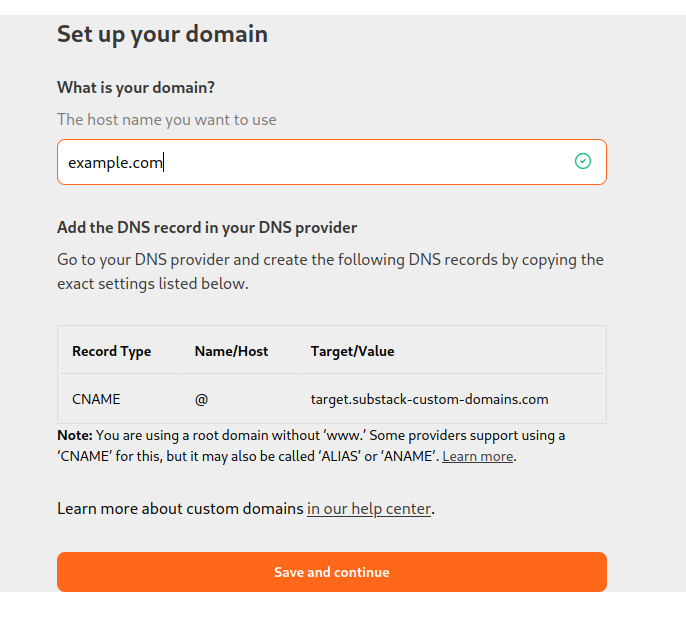 Set up your domain
What is your domain?
The host name you want to use
example.com
Add the DNS record in your DNS provider
Go to your DNS provider and create the following DNS records by copying the
exact settings listed below.
Record Type Name/Host Target/Value
CNAME @ target.substack-custom-domains.com
Note: You are using a root domain without ‘www.’ Some providers support using a
‘CNAME’ for this, but it may also be called ‘ALIAS’ or ‘ANAME’. Learn more.
Learn more about custom domains in our help center.
Save and continue